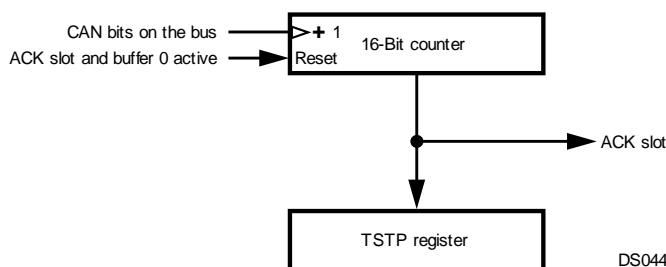 CAN bits on the bus
+ 1
16-Bit counter
ACK slot and buffer 0 active
Reset
ACK slot
TSTP register
DS044